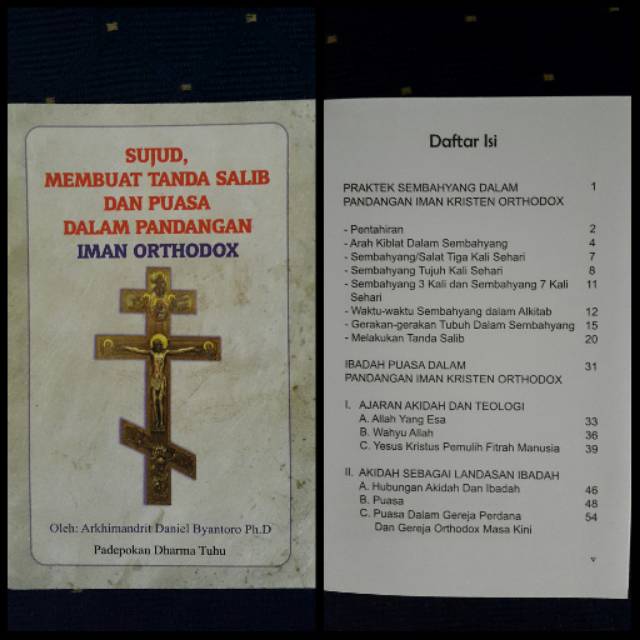 SUJUD,
MEMBUAT TANDA SALIB
DAN PUASA
DALAM PANDANGAN
IMAN ORTHODOX
Oleh: Arkhimandrit Daniel Byantoro Ph.D
Padepokan Dharma Tuhu
Daftar Isi
PRAKTEK SEMBAHYANG DALAM 1
PANDANGAN IMAN KRISTEN ORTHODOX
- Pentahiran 2
- Arah Kiblat Dalam Sembahyang 4
- Sembahyang/Salat Tiga Kali Sehari 7
- Sembahyang Tujuh Kali Sehari 8
- Sembahyang 3 Kali dan Sembahyang 7 Kali 11
Sehari
- Waktu-waktu Sembahyang dalam Alkitab 12
- Gerakan-gerakan Tubuh Dalam Sembahyang 15
- Melakukan Tanda Salib 20
IBADAH PUASA DALAM 31
PANDANGAN IMAN KRISTEN ORTHODOX
I. AJARAN AKIDAH DAN TEOLOGI
A. Allah Yang Esa 33
B. Wahyu Allah 36
C. Yesus Kristus Pemulih Fitrah Manusia 39
II. AKIDAH SEBAGAI LANDASAN IBADAH
A. Hubungan Akidah Dan Ibadah 46
B. Puasa 48
C. Puasa Dalam Gereja Perdana 54
Dan Gereja Orthodox Masa Kini
v